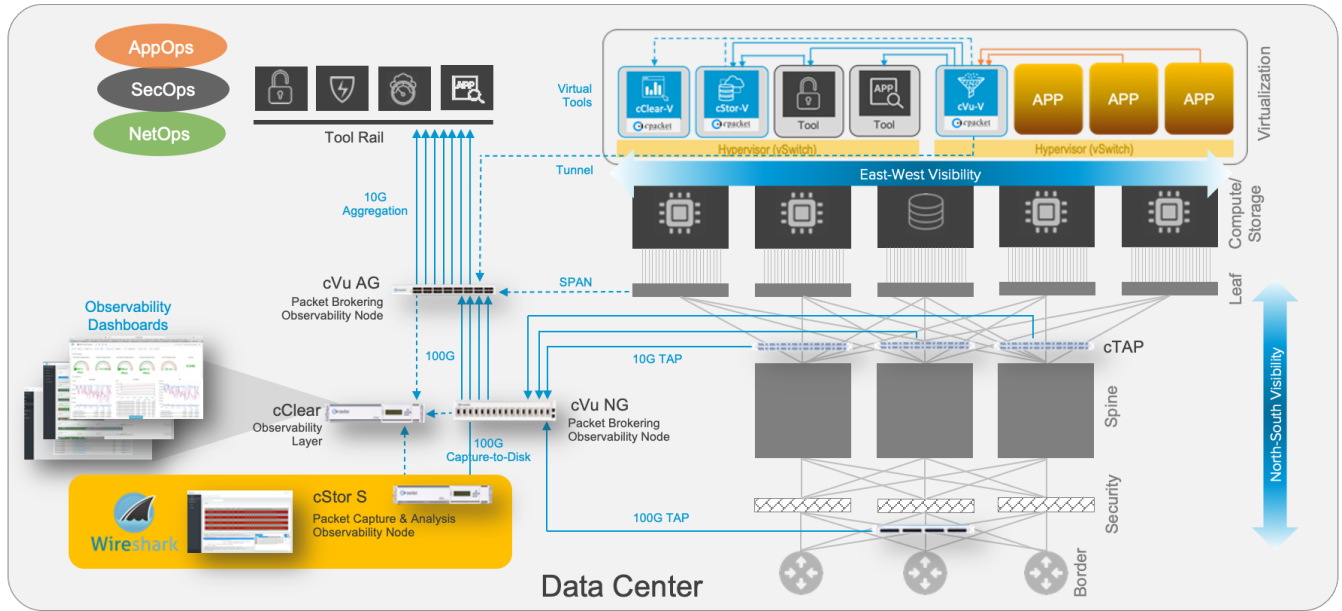 AppOps
SecOps
NetOps
Tool Rail
10G
Aggregation
Virtual
Tools
cClear-V
cpacket
cStor-V
cpacket
Tool
APP
Tool
cVu-V
cpacket
APP
APP
APP
Hypervisor (vSwitch)
Hypervisor (vSwitch)
Virtualization
Tunnel
East-West Visibility
Compute/
Storage
cVu AG
Packet Brokering
Observability Node
SPAN
Leaf
Observability
Dashboards
100G
10G TAP
cTAP
cClear
Observability
Layer
cVu NG
Packet Brokering
Observability Node
Spine
North-South Visibility
100G
Capture-to-Disk
Wireshark
cStor S
Packet Capture & Analysis
Observability Node
100G TAP
Security
Border
Data Center
APP